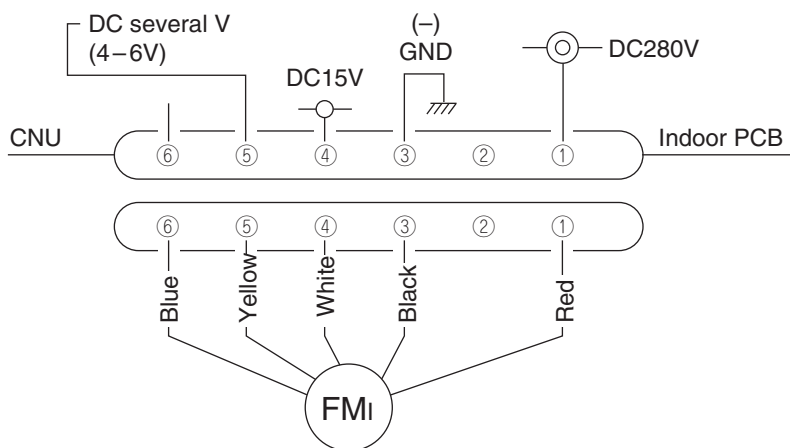 DC several V
(4–6V)
(–)
GND
DC15V
DC280V
CNU
Indoor PCB
⑥ ⑤ ④ ③ ② ①
⑥ ⑤ ④ ③ ② ①
Blue
Yellow
White
Black
Red
FMI